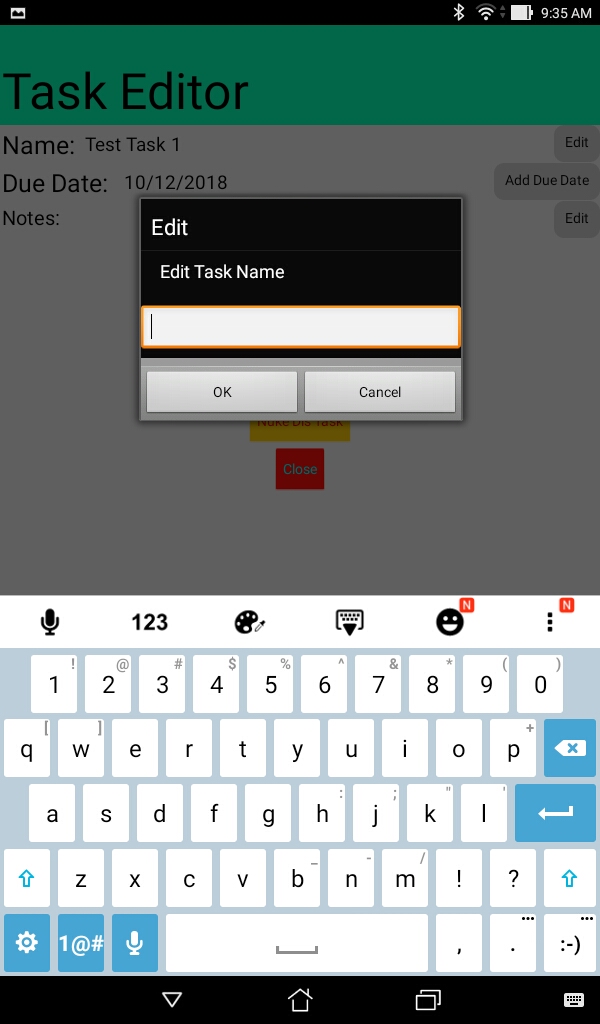 9:35 AM
Task Editor
Name: Test Task 1 Edit
Due Date: 10/12/2018 Add Due Date
Notes: Edit
Edit
Edit Task Name
OK Cancel
Nuke Dis Task
Close
123 N N
! @ # $ % ^ & * ( )
1 2 3 4 5 6 7 8 9 0
[ ] +
q w e r t y u i o p
: ; " '
a s d f g h j k l
_ - /
z x c v b n m ! ?
1@# , . :-)